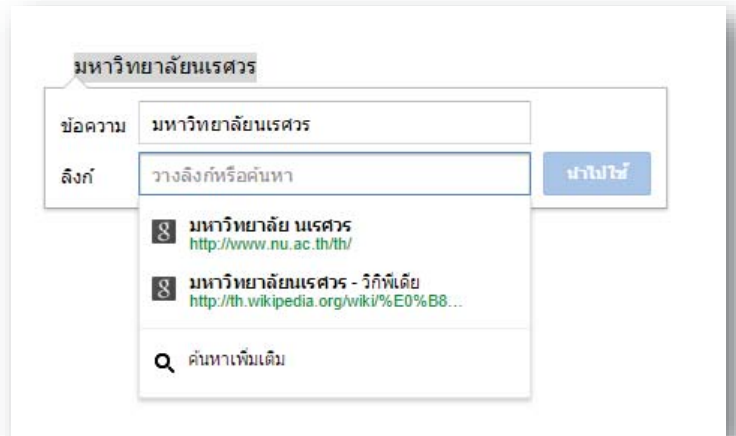 มหาวิทยาลัยนเรศวร
ข้อความ มหาวิทยาลัยนเรศวร
ลิงก์ วางลิงก์หรือค้นหา นำไปใช้
มหาวิทยาลัย นเรศวร
http://www.nu.ac.th/th/
มหาวิทยาลัยนเรศวร - วิกิพีเดีย
http://th.wikipedia.org/wiki/%E0%B8...
ค้นหาเพิ่มเติม